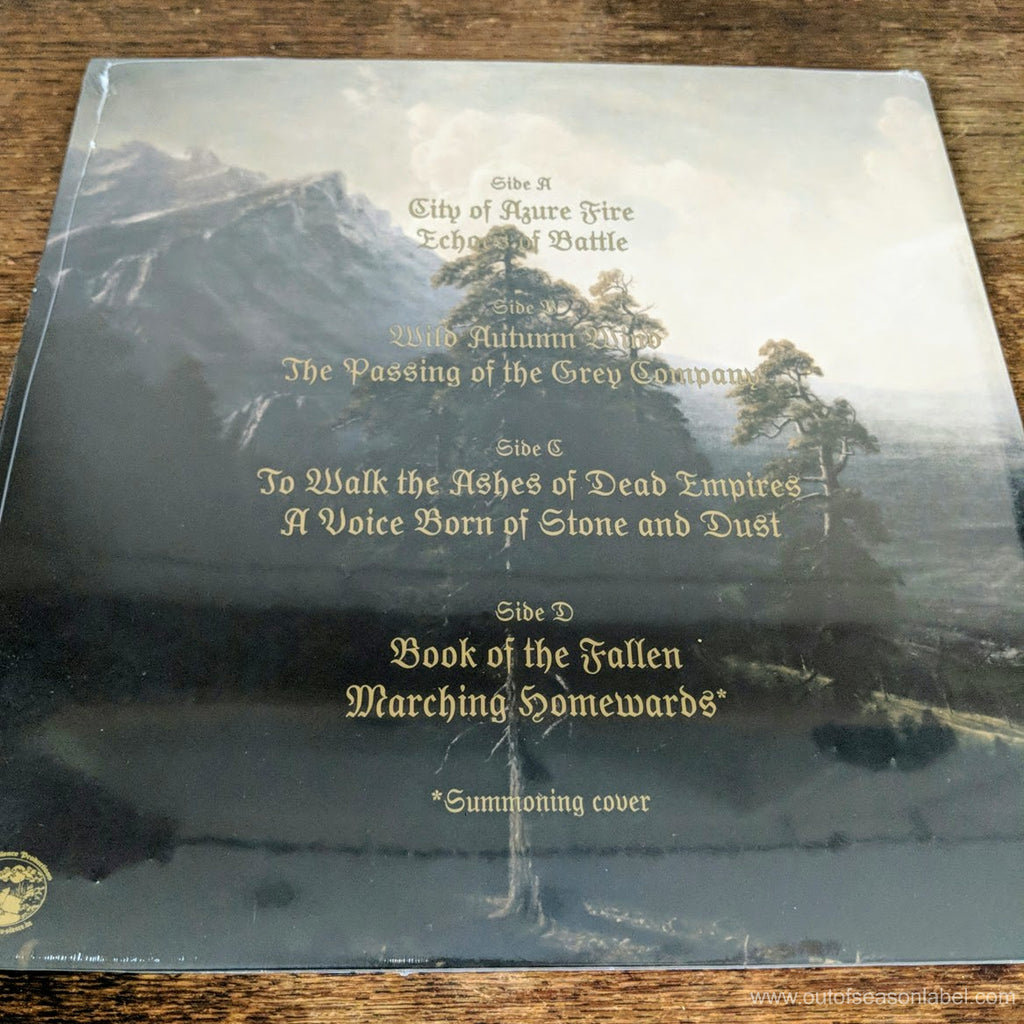 Side A
City of Azure Fire
Echoes of Battle
Side B
Wild Autumn Wind
The Passing of the Grey Company
Side C
To Walk the Ashes of Dead Empires
A Voice Born of Stone and Dust
Side D
Book of the Fallen
Marching Homewards*
*Summoning cover
Productions
www.outofseasonlabel.com